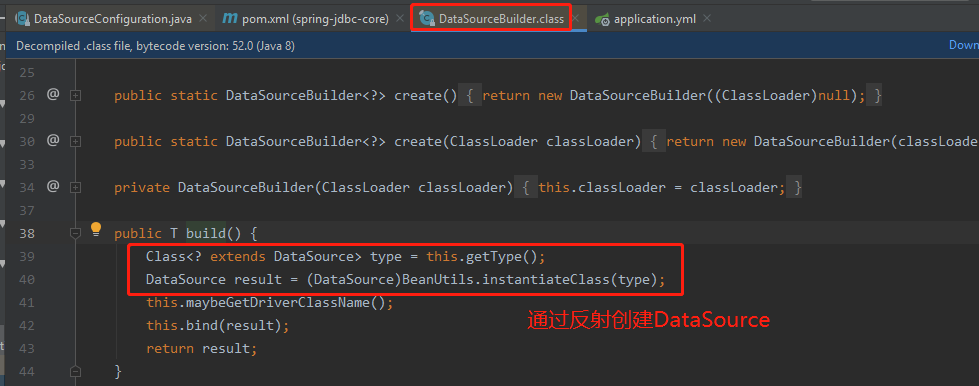 DataSourceConfiguration.java pom.xml (spring-jdbc-core) DataSourceBuilder.class application.yml
Decompiled .class file, bytecode version: 52.0 (Java 8) Down
25
26 @ public static DataSourceBuilder<?> create() { return new DataSourceBuilder((ClassLoader)null); }
29
30 @ public static DataSourceBuilder<?> create(ClassLoader classLoader) { return new DataSourceBuilder(classLoade
33
34 @ private DataSourceBuilder(ClassLoader classLoader) { this.classLoader = classLoader; }
37
38 public T build() {
39 Class<? extends DataSource> type = this.getType();
40 DataSource result = (DataSource)BeanUtils.instantiateClass(type);
41 this.maybeGetDriverClassName();
42 this.bind(result);
通过反射创建DataSource
43 return result;
44 }